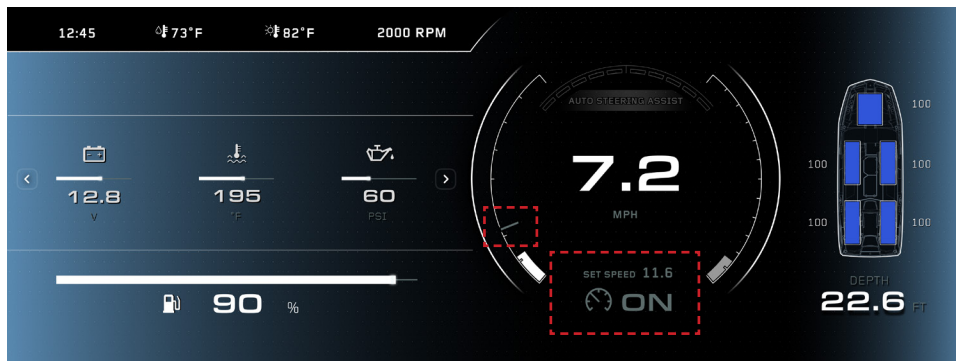 12:45 73°F 82°F 2000 RPM
AUTO STEERING ASSIST
12.8
V
195
°F
60
PSI
7.2
MPH
SET SPEED 11.6
ON
90 %
100
100 100
100 100
DEPTH
22.6 FT